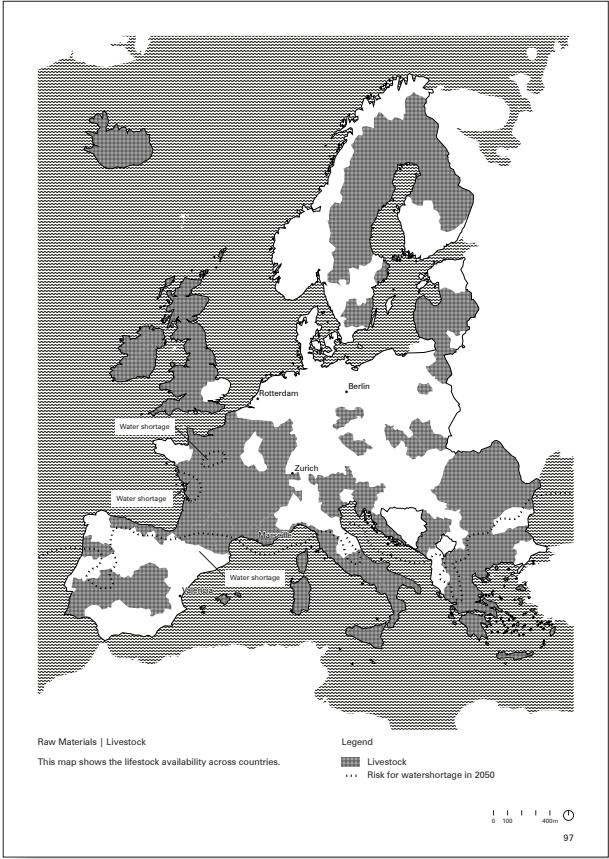 Berlin
Rotterdam
Water shortage
Zurich
Water shortage
Water shortage
Valencia
Raw Materials | Livestock
This map shows the lifestock availability across countries.
Legend
Livestock
Risk for watershortage in 2050
0 100 400m
97